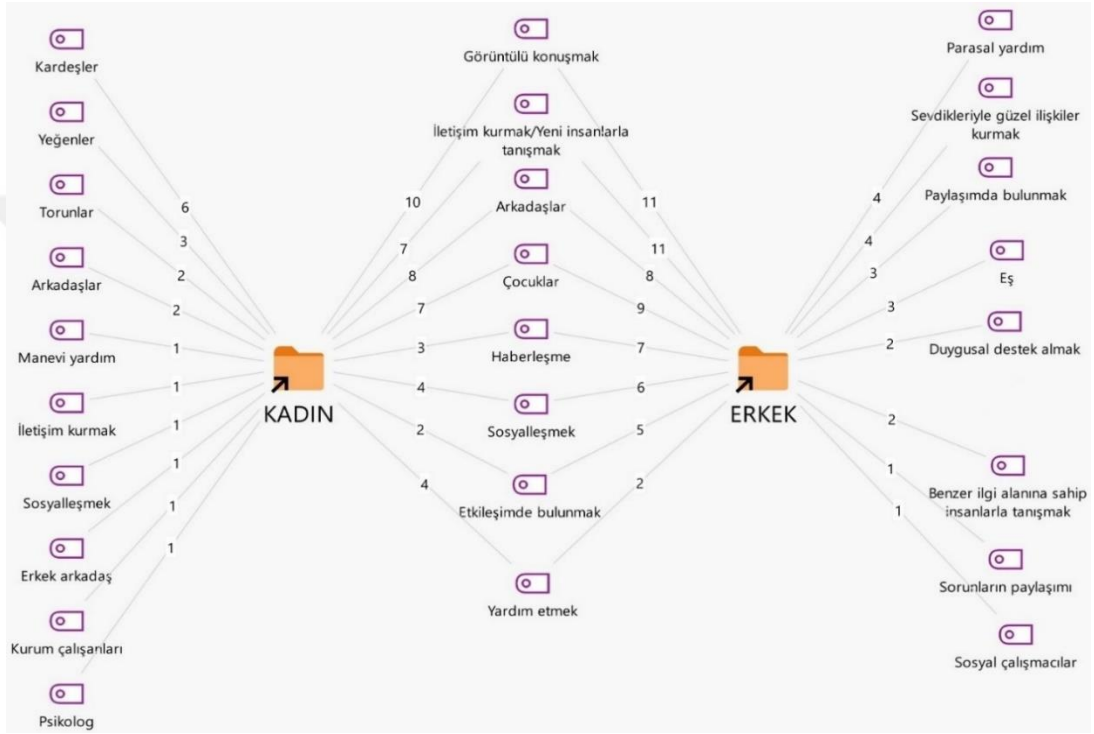 Kardeşler
Yeğenler
Torunlar
Arkadaşlar
Manevi yardım
İletişim kurmak
Sosyalleşmek
Erkek arkadaş
Kurum çalışanları
Psikolog
6
3
2
2
1
1
1
1
1
1
KADIN
10
7
8
7
3
4
2
4
Görüntülü konuşmak
İletişim kurmak/Yeni insanlarla
tanışmak
Arkadaşlar
Çocuklar
Haberleşme
Sosyalleşmek
Etkileşimde bulunmak
Yardım etmek
11
11
8
9
7
6
5
2
ERKEK
4
4
3
3
2
2
1
1
Parasal yardım
Sevdikleriyle güzel ilişkiler
kurmak
Paylaşımda bulunmak
Eş
Duygusal destek almak
Benzer ilgi alanına sahip
insanlarla tanışmak
Sorunların paylaşımı
Sosyal çalışmacılar